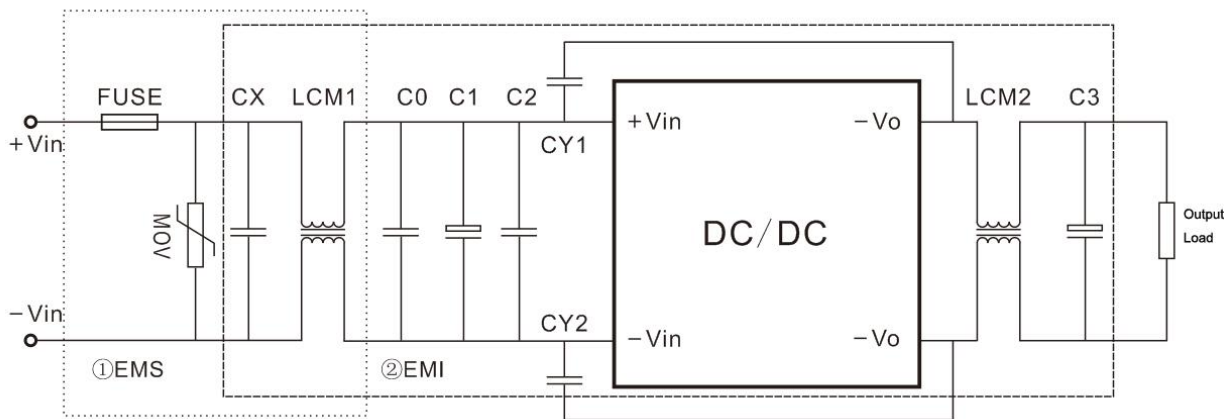 FUSE
CX
LCM1
C0
C1
C2
LCM2
C3
+Vin
CY1
+Vin
−Vo
MOV
DC/DC
Output
Load
−Vin
CY2
−Vin
−Vo
①EMS
②EMI